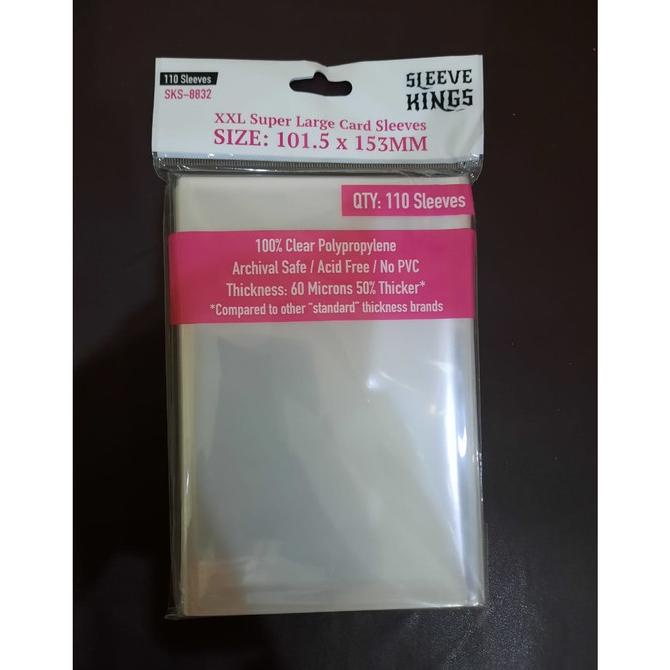 110 Sleeves
SKS-8832
SLEEVE
KINGS
XXL Super Large Card Sleeves
SIZE: 101.5 x 153MM
QTY: 110 Sleeves
100% Clear Polypropylene
Archival Safe / Acid Free / No PVC
Thickness: 60 Microns 50% Thicker*
*Compared to other "standard" thickness brands